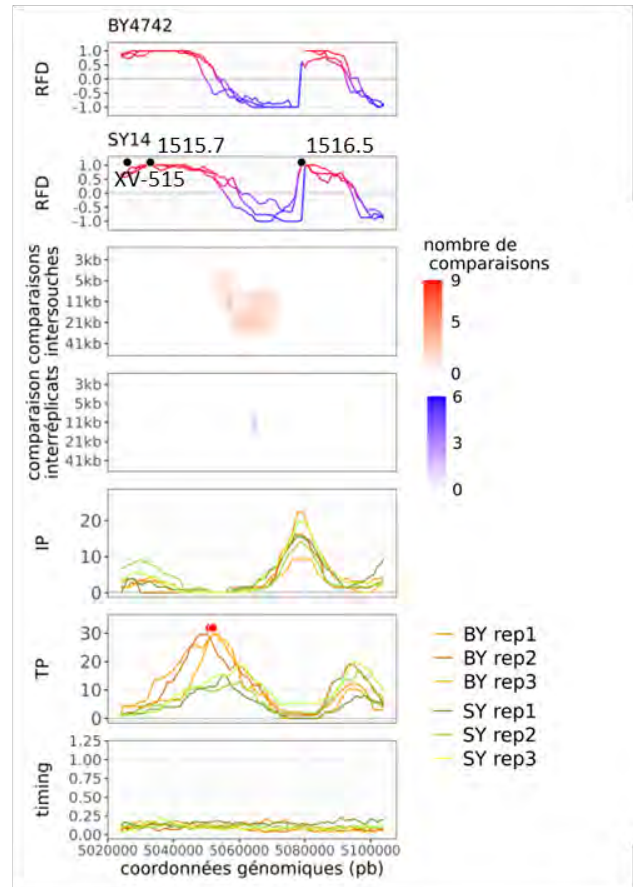 BY4742
RFD
1.0
0.5
0.0
-0.5
-1.0
SY14
1515.7
1516.5
XV-515
RFD
1.0
0.5
0.0
-0.5
-1.0
comparaisons
intersouches
3kb
5kb
11kb
21kb
41kb
nombre de
comparaisons
9
5
0
comparaison
interréplicats
3kb
5kb
11kb
21kb
41kb
6
3
0
IP
20
10
0
TP
30
20
10
0
BY rep1
BY rep2
BY rep3
SY rep1
SY rep2
SY rep3
timing
1.25
1.00
0.75
0.50
0.25
0.00
5020000 5040000 5060000 5080000 5100000
coordonnées génomiques (pb)